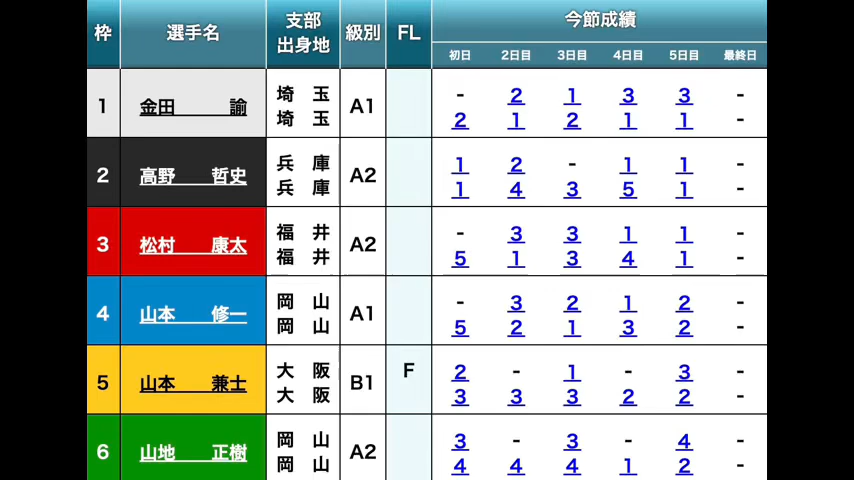 枠 選手名 支部 出身地 級別 FL 今節成績
初日 2日目 3日目 4日目 5日目 最終日
1 金田 諭 埼玉 A1 - 2 1 3 3 -
埼玉 2 1 2 1 1 -
2 高野 哲史 兵庫 A2 1 2 - 1 1 -
兵庫 1 4 3 5 1 -
3 松村 康太 福井 A2 - 3 3 1 1 -
福井 5 1 3 4 1 -
4 山本 修一 岡山 A1 - 3 2 1 2 -
岡山 5 2 1 3 2 -
5 山本 兼士 大阪 B1 F 2 - 1 - 3 -
大阪 3 3 3 2 2 -
6 山地 正樹 岡山 A2 3 - 3 - 4 -
岡山 4 4 4 1 2 -